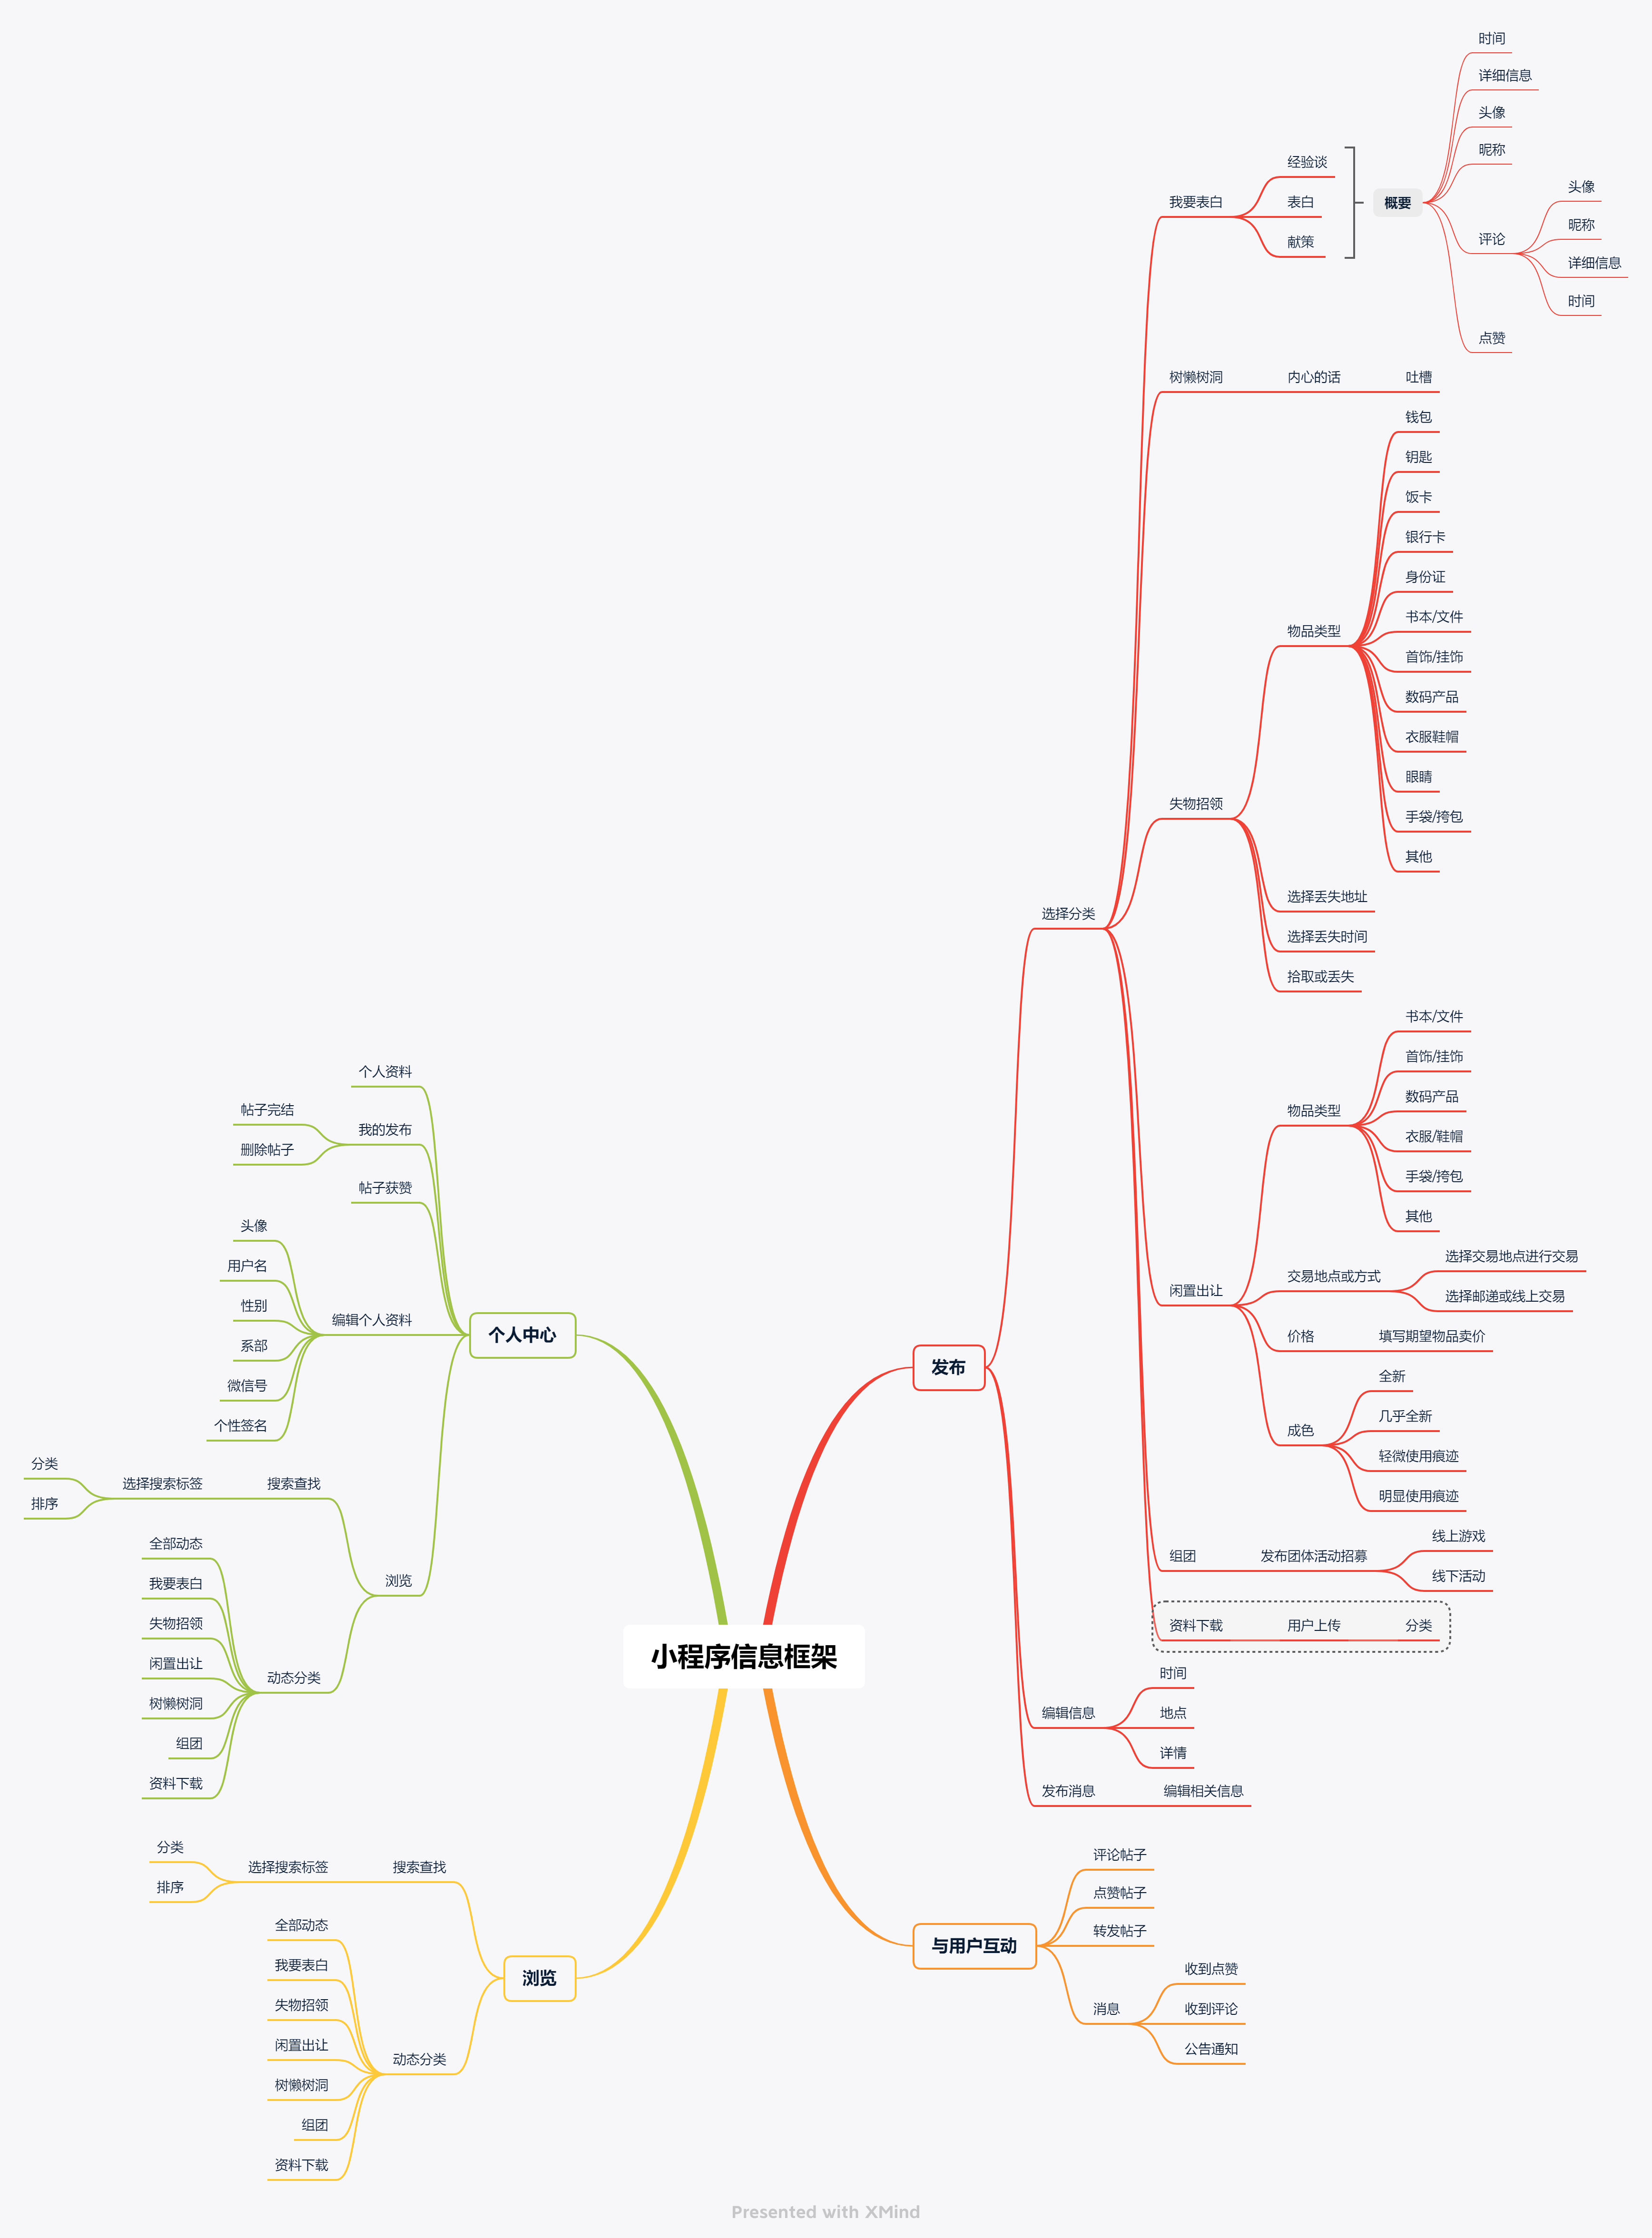 小程序信息框架
发布
选择分类
我要表白
经验谈
表白
献策
概要
时间
详细信息
头像
昵称
评论
头像
昵称
详细信息
时间
点赞
树懒树洞
内心的话
吐槽
失物招领
物品类型
钱包
钥匙
饭卡
银行卡
身份证
书本/文件
首饰/挂饰
数码产品
衣服鞋帽
眼睛
手袋/挎包
其他
选择丢失地址
选择丢失时间
拾取或丢失
闲置出让
物品类型
书本/文件
首饰/挂饰
数码产品
衣服/鞋帽
手袋/挎包
其他
交易地点或方式
选择交易地点进行交易
选择邮递或线上交易
价格
填写期望物品卖价
成色
全新
几乎全新
轻微使用痕迹
明显使用痕迹
组团
发布团体活动招募
线上游戏
线下活动
资料下载
用户上传
分类
编辑信息
时间
地点
详情
发布消息
编辑相关信息
与用户互动
评论帖子
点赞帖子
转发帖子
消息
收到点赞
收到评论
公告通知
个人中心
个人资料
我的发布
帖子完结
删除帖子
帖子获赞
编辑个人资料
头像
用户名
性别
系部
微信号
个性签名
浏览
搜索查找
选择搜索标签
分类
排序
动态分类
全部动态
我要表白
失物招领
闲置出让
树懒树洞
组团
资料下载
浏览
搜索查找
选择搜索标签
分类
排序
动态分类
全部动态
我要表白
失物招领
闲置出让
树懒树洞
组团
资料下载
Presented with XMind